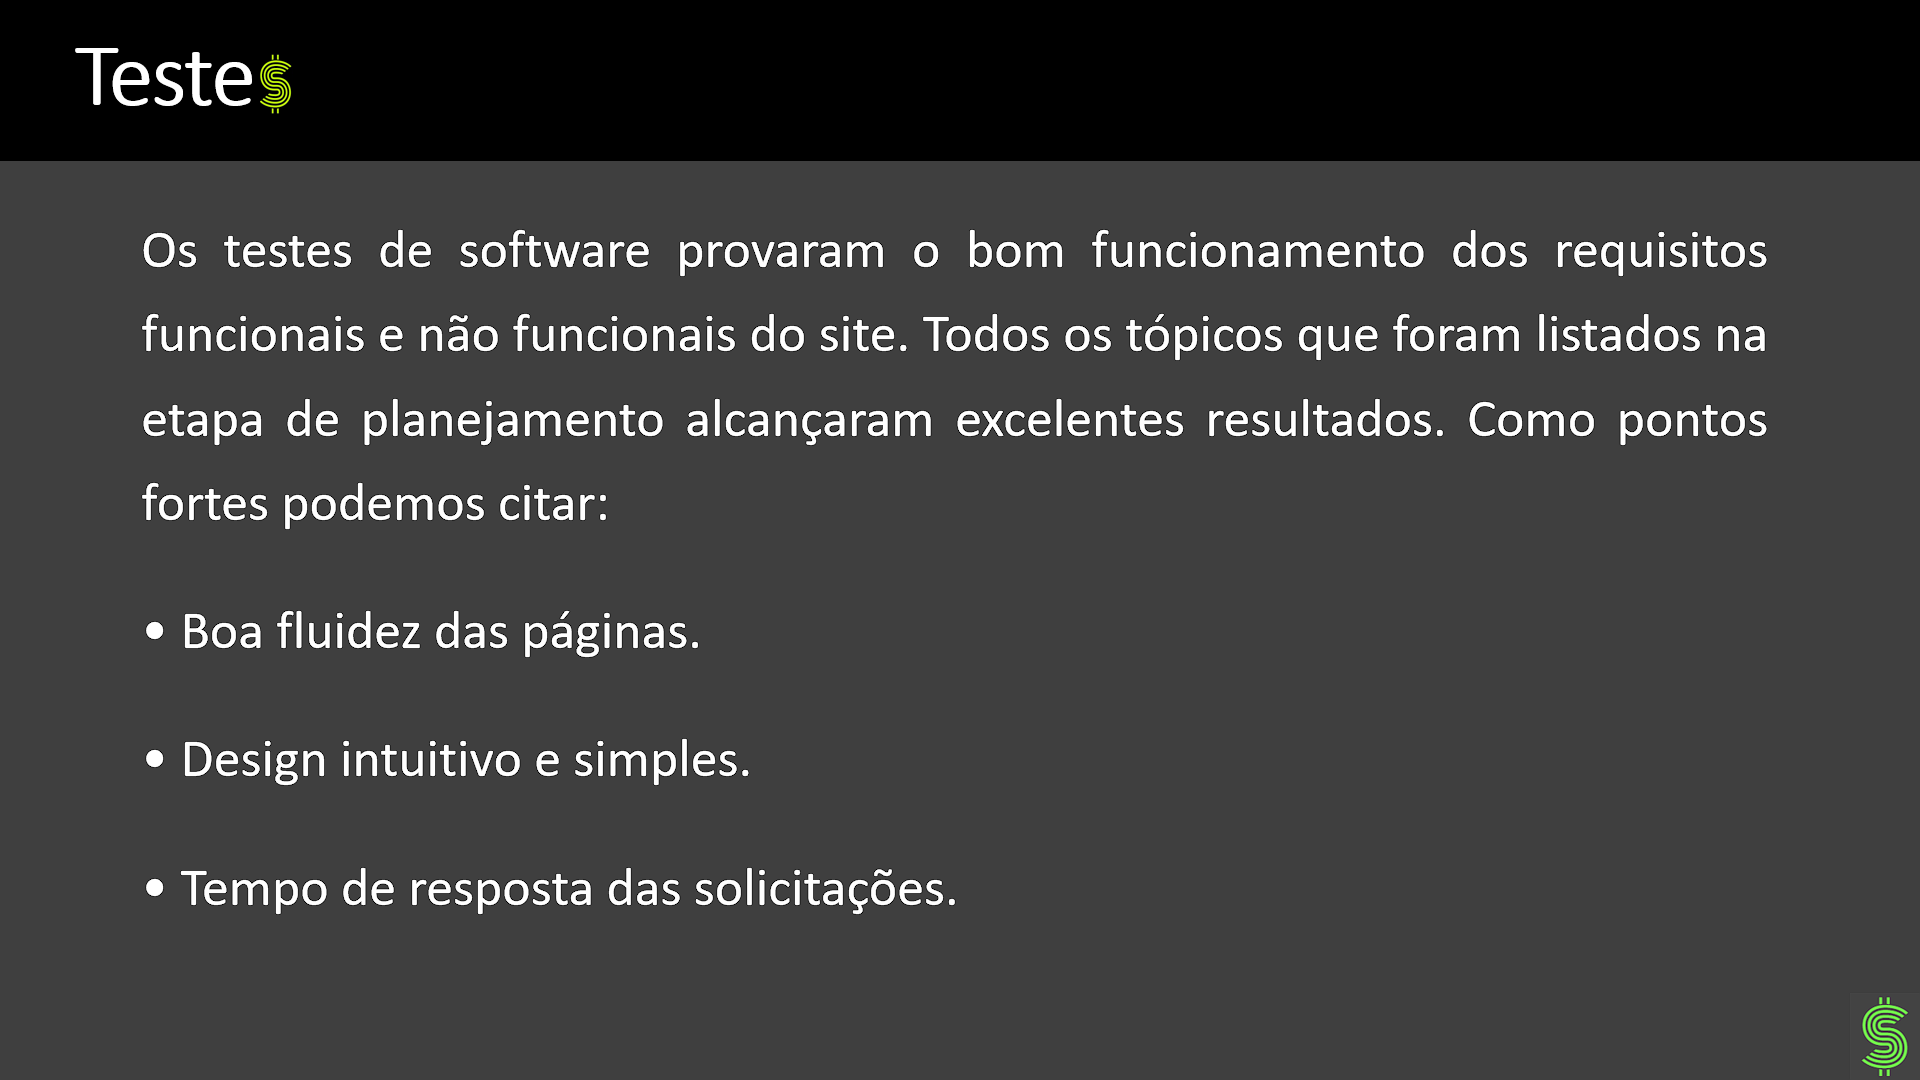 Teste$
Os testes de software provaram o bom funcionamento dos requisitos
funcionais e não funcionais do site. Todos os tópicos que foram listados na
etapa de planejamento alcançaram excelentes resultados. Como pontos
fortes podemos citar:
• Boa fluidez das páginas.
• Design intuitivo e simples.
• Tempo de resposta das solicitações.
$